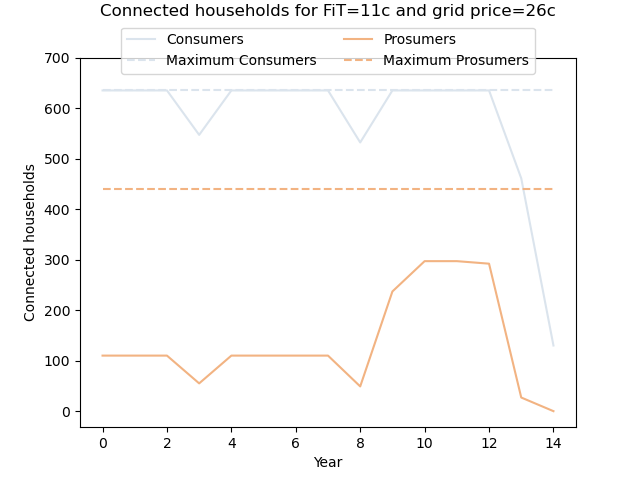 Connected households for FiT=11c and grid price=26c
Consumers
Prosumers
Maximum Consumers
Maximum Prosumers
700
600
500
400
300
200
100
0
Connected households
0 2 4 6 8 10 12 14
Year